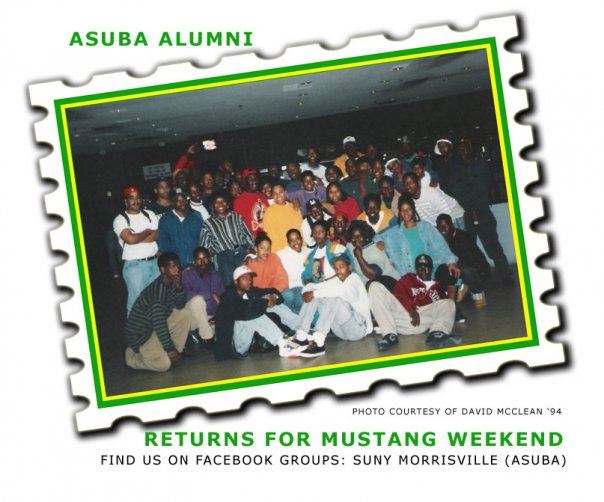 ASUBA ALUMNI
PHOTO COURTESY OF DAVID MCCLEAN '94
RETURNS FOR MUSTANG WEEKEND
FIND US ON FACEBOOK GROUPS: SUNY MORRISVILLE (ASUBA)